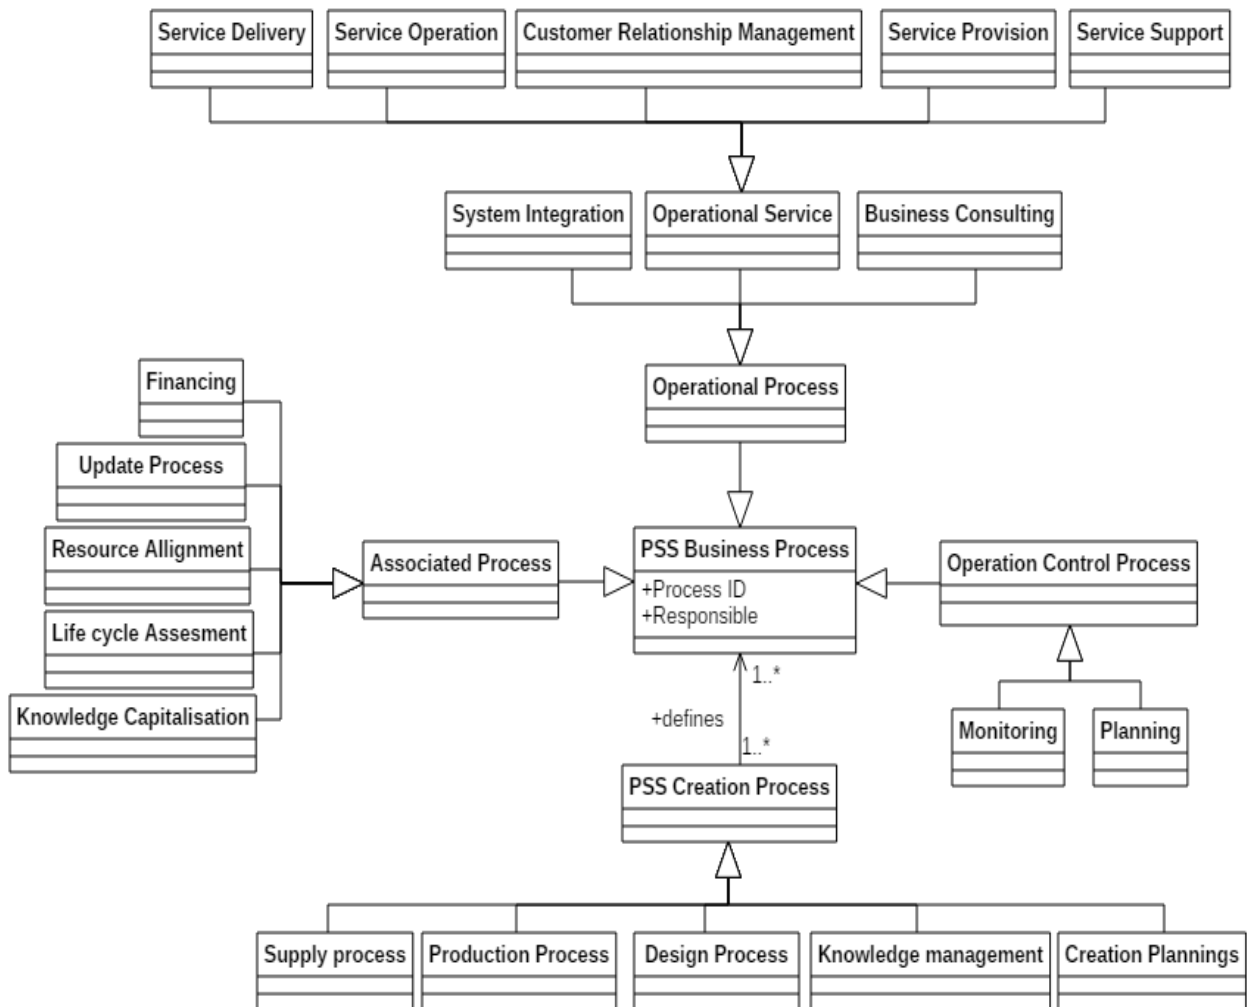 Service Delivery
Service Operation
Customer Relationship Management
Service Provision
Service Support
System Integration
Operational Service
Business Consulting
Financing
Operational Process
Update Process
Resource Allignment
Associated Process
PSS Business Process
+Process ID
+Responsible
Operation Control Process
Life cycle Assesment
Knowledge Capitalisation
1..*
+defines
1..*
Monitoring
Planning
PSS Creation Process
Supply process
Production Process
Design Process
Knowledge management
Creation Plannings